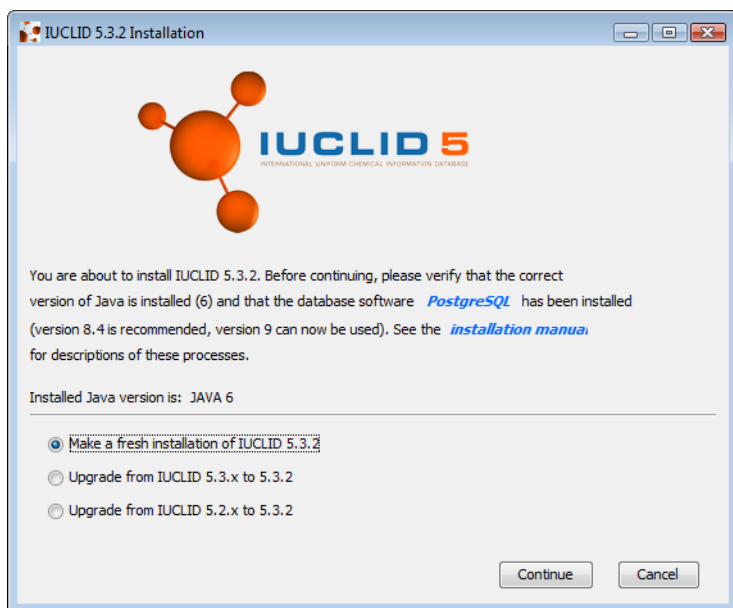 IUCLID 5.3.2 Installation
IUCLID 5
INTERNATIONAL UNIFORM CHEMICAL INFORMATION DATABASE
You are about to install IUCLID 5.3.2. Before continuing, please verify that the correct
version of Java is installed (6) and that the database software PostgreSQL has been installed
(version 8.4 is recommended, version 9 can now be used). See the installation manual
for descriptions of these processes.
Installed Java version is: JAVA 6
Make a fresh installation of IUCLID 5.3.2
Upgrade from IUCLID 5.3.x to 5.3.2
Upgrade from IUCLID 5.2.x to 5.3.2
Continue Cancel